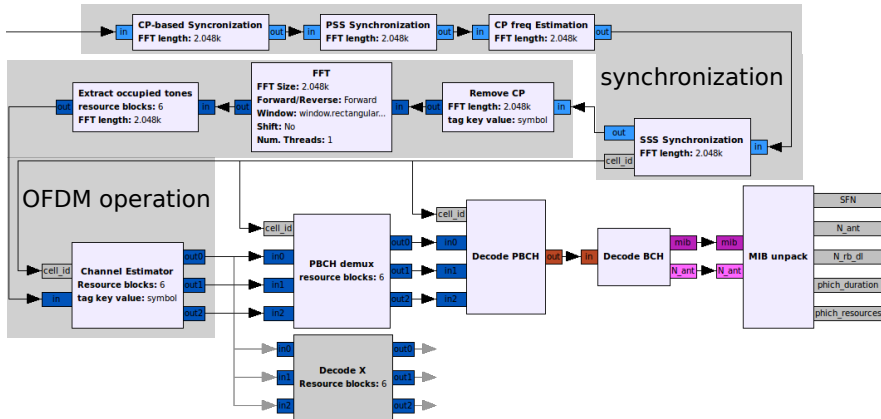 CP-based Syncronization
FFT length: 2.048k
in
out
PSS Synchronization
FFT length: 2.048k
in
out
CP freq Estimation
FFT length: 2.048k
in
out
synchronization
Extract occupied tones
resource blocks: 6
FFT length: 2.048k
out
in
FFT
FFT Size: 2.048k
Forward/Reverse: Forward
Window: window.rectangular...
Shift: No
Num. Threads: 1
out
in
Remove CP
FFT length: 2.048k
tag key value: symbol
out
in
SSS Synchronization
FFT length: 2.048k
out
cell_id
in
OFDM operation
Channel Estimator
Resource blocks: 6
tag key value: symbol
cell_id
in
out0
out1
out2
PBCH demux
resource blocks: 6
cell_id
in0
in1
in2
out0
out1
out2
Decode PBCH
cell_id
in0
in1
in2
out
Decode BCH
in
mib
N_ant
MIB unpack
mib
N_ant
SFN
N_ant
N_rb_dl
phich_duration
phich_resources
Decode X
Resource blocks: 6
in0
in1
in2
out0
out1
out2